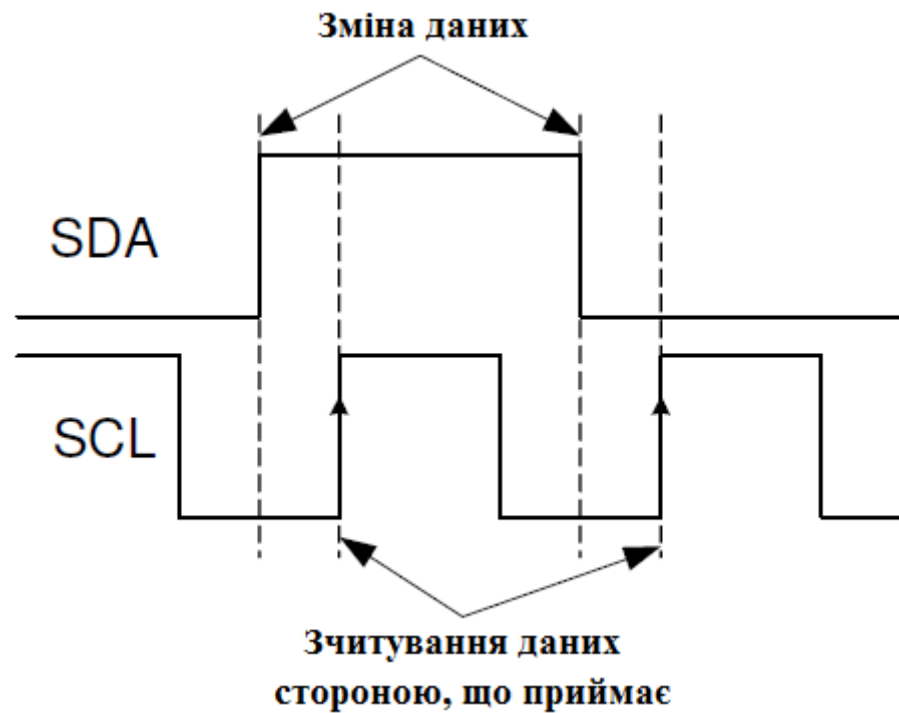 Зміна даних
SDA
SCL
Зчитування даних
стороною, що приймає